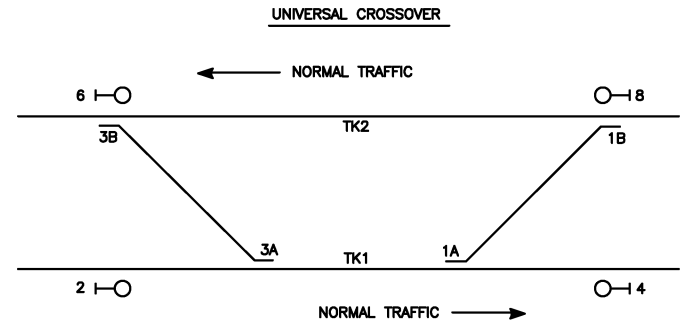 UNIVERSAL CROSSOVER
NORMAL TRAFFIC
6
8
TK2
3B
1B
3A
TK1
1A
2
4
NORMAL TRAFFIC